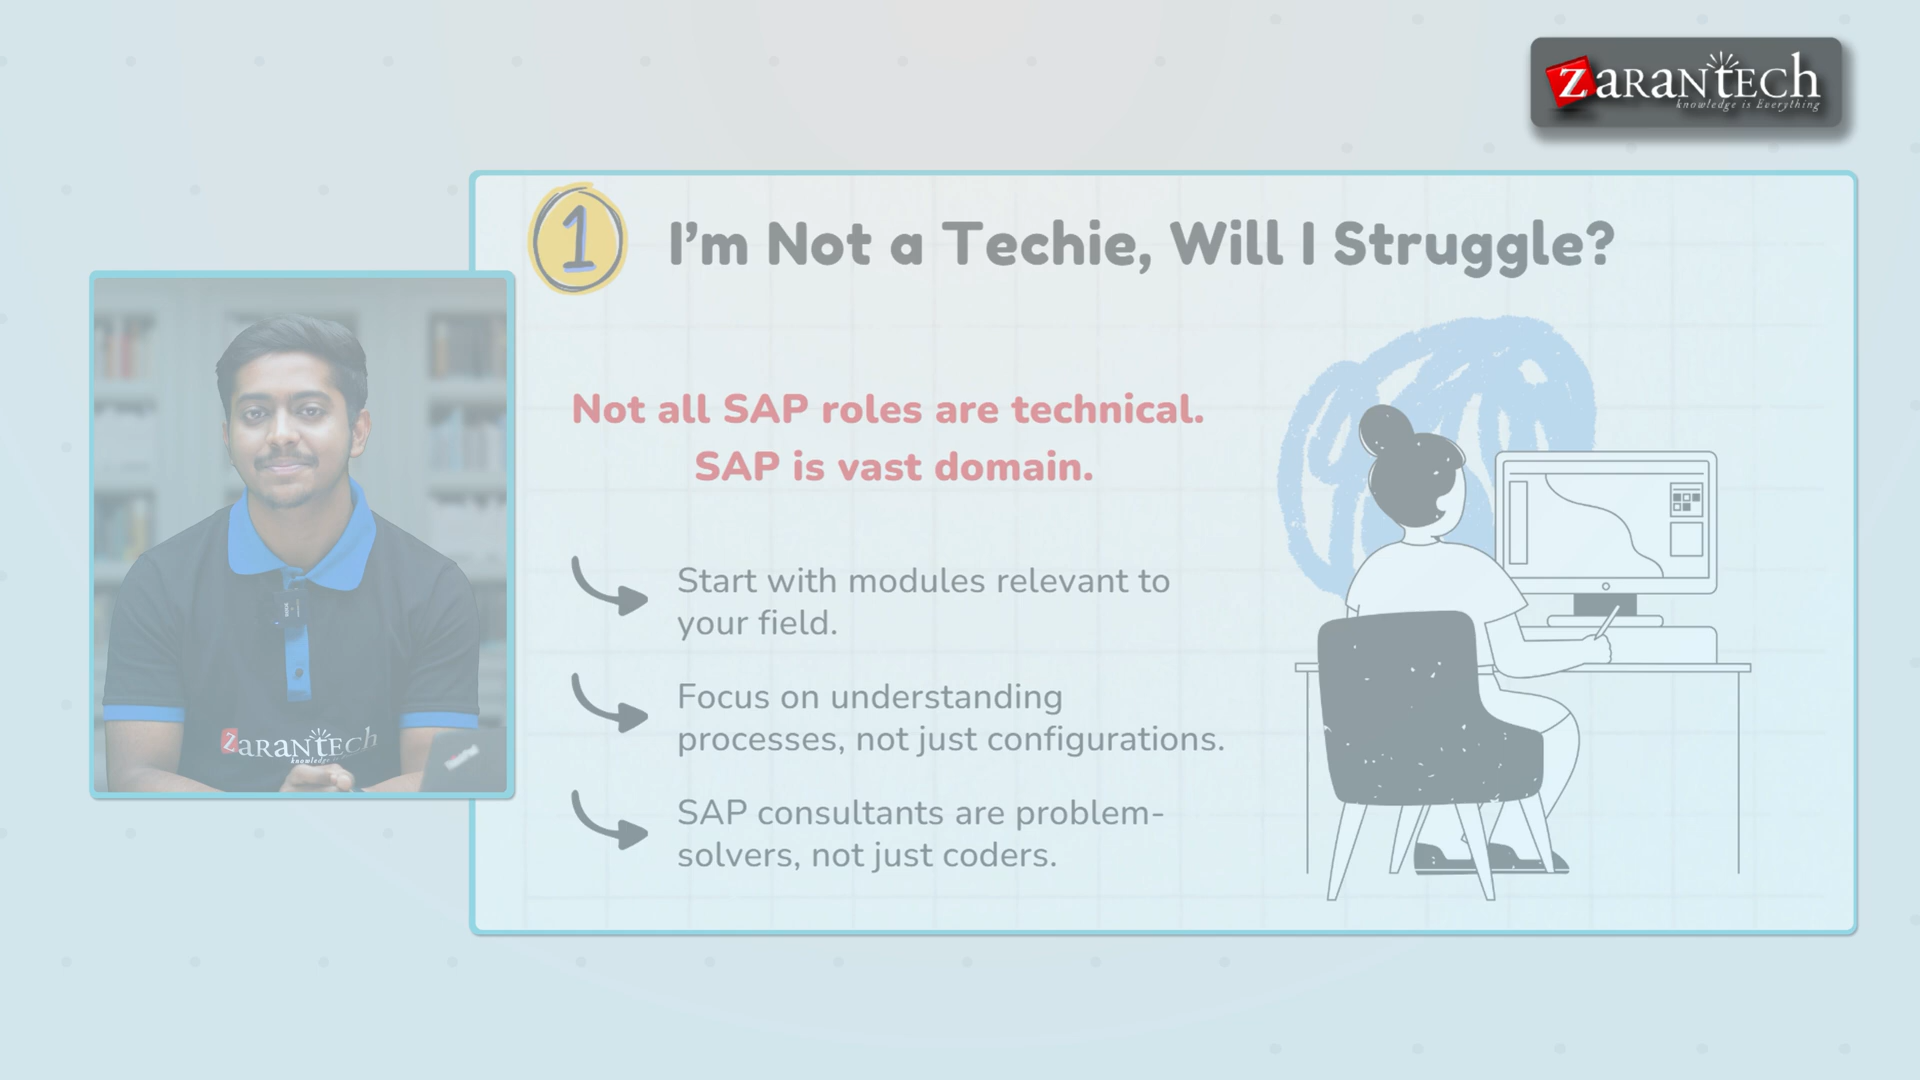 ZARANTECH
knowledge is Everything
1
I'm Not a Techie, Will I Struggle?
Not all SAP roles are technical.
SAP is vast domain.
Start with modules relevant to
your field.
Focus on understanding
processes, not just configurations.
SAP consultants are problem-
solvers, not just coders.
ZARANTECH
knowledge is